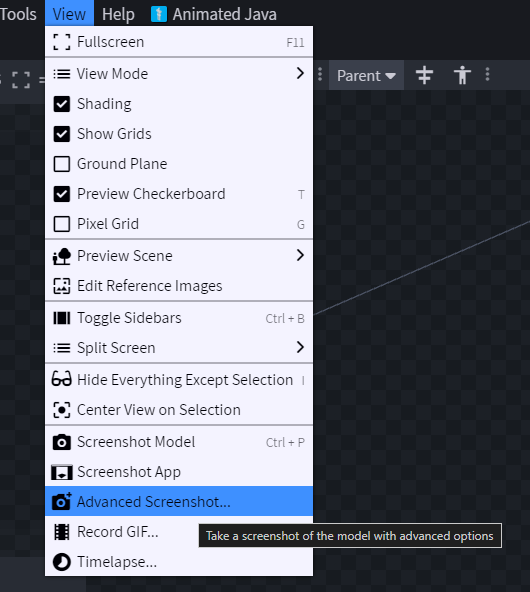 Tools View Help Animated Java
Fullscreen F11
View Mode
Parent
Shading
Show Grids
Ground Plane
Preview Checkerboard T
Pixel Grid G
Preview Scene
Edit Reference Images
Toggle Sidebars Ctrl + B
Split Screen
Hide Everything Except Selection I
Center View on Selection
Screenshot Model Ctrl + P
Screenshot App
Advanced Screenshot...
Record GIF...
Take a screenshot of the model with advanced options
Timelapse...